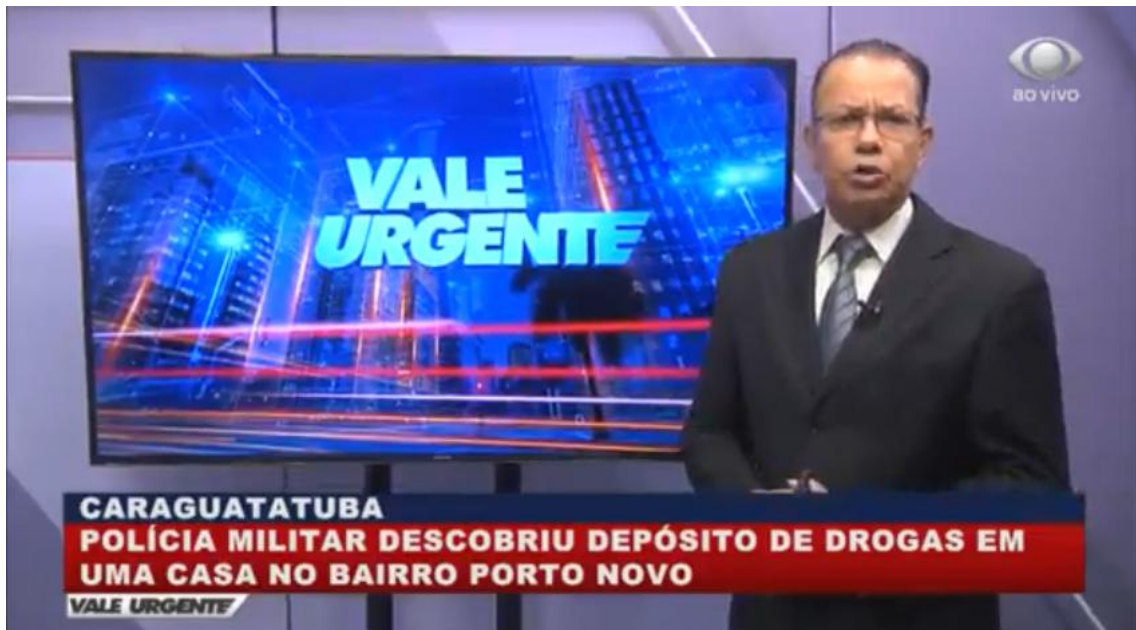 VALE
URGENTE
ao vivo
CARAGUATATUBA
POLÍCIA MILITAR DESCOBRIU DEPÓSITO DE DROGAS EM
UMA CASA NO BAIRRO PORTO NOVO
VALE URGENTE